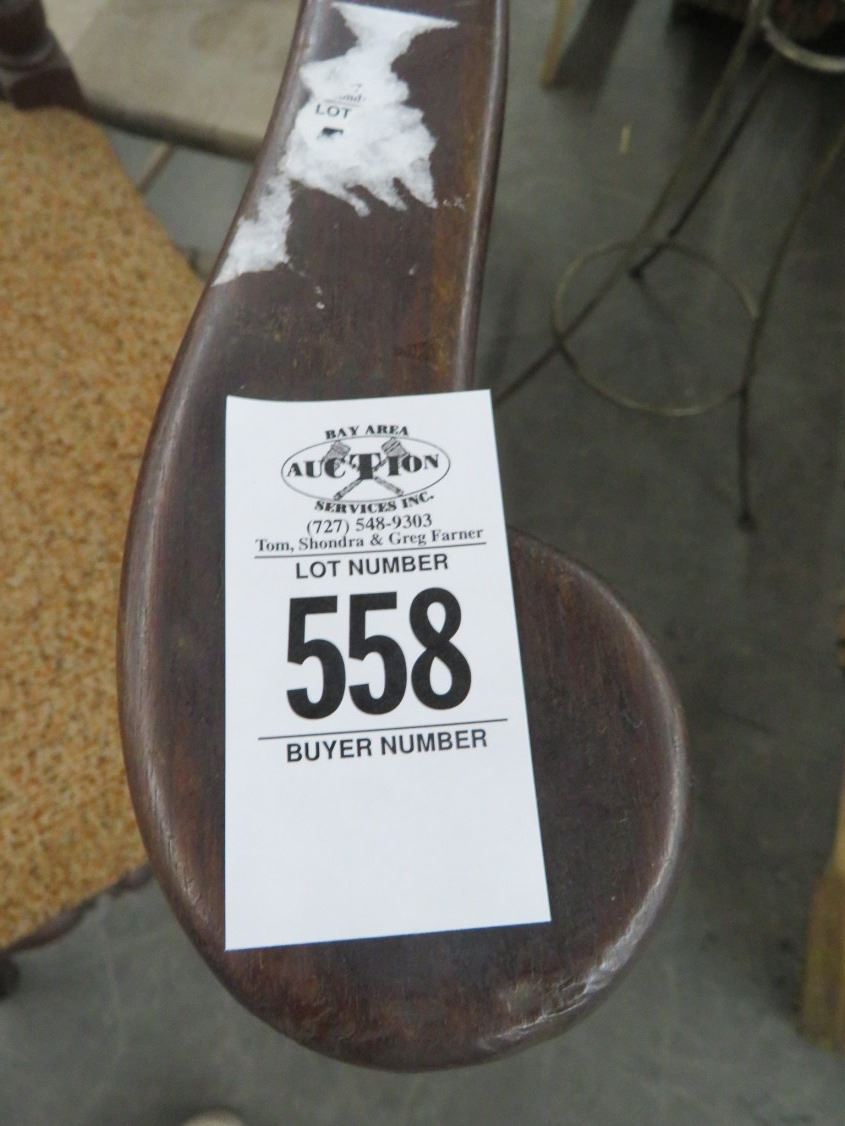 LOT
BAY AREA
AUCTION
SERVICES INC.
(727) 548-9303
Tom, Shondra & Greg Farner
LOT NUMBER
558
BUYER NUMBER